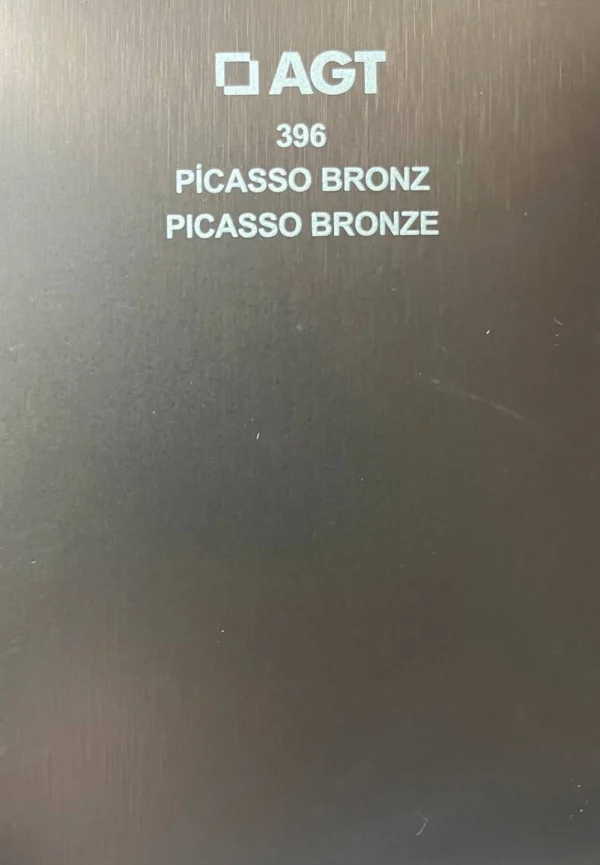 AGT
396
PİCASSO BRONZ
PICASSO BRONZE